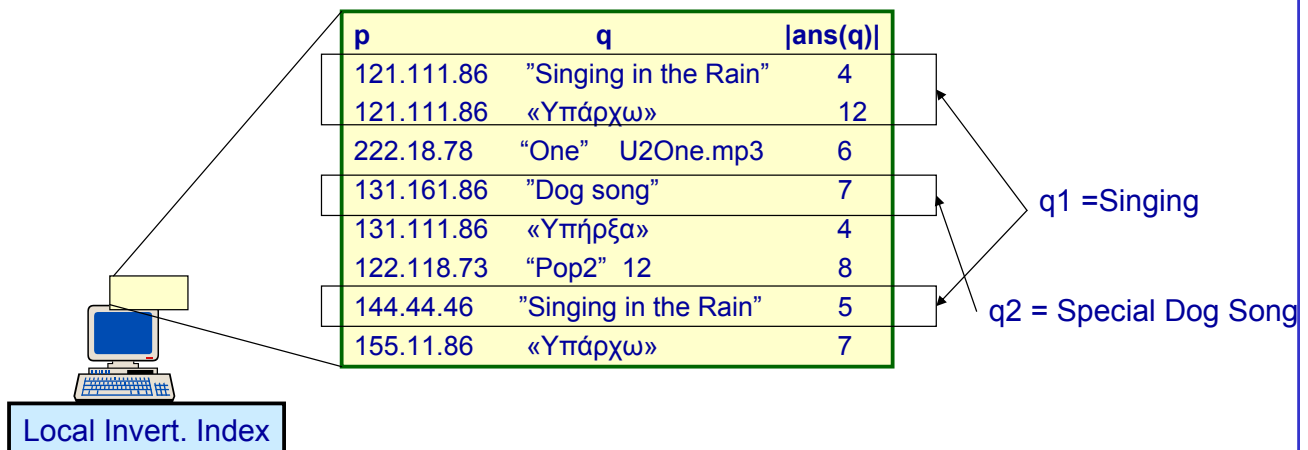 p q |ans(q)|
121.111.86 ”Singing in the Rain” 4
121.111.86 «Υπάρχω» 12
222.18.78 “One” U2One.mp3 6
131.161.86 ”Dog song” 7
131.111.86 «Υπήρξα» 4
122.118.73 “Pop2” 12 8
144.44.46 ”Singing in the Rain” 5
155.11.86 «Υπάρχω» 7
q1 =Singing
q2 = Special Dog Song
Local Invert. Index